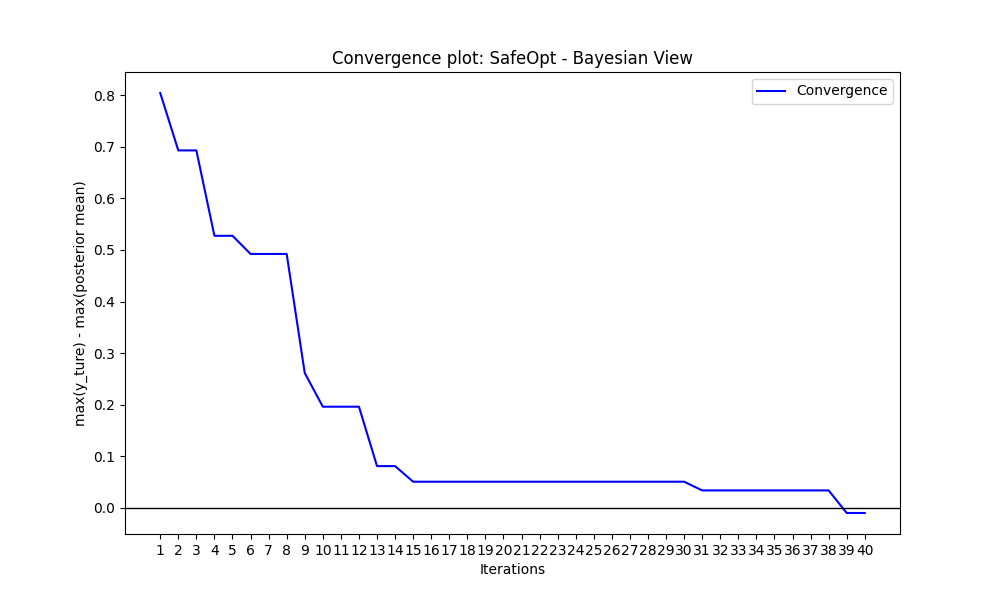 Convergence plot: SafeOpt - Bayesian View
Convergence
max(y_ture) - max(posterior mean)
0.8
0.7
0.6
0.5
0.4
0.3
0.2
0.1
0.0
1 2 3 4 5 6 7 8 9 10 11 12 13 14 15 16 17 18 19 20 21 22 23 24 25 26 27 28 29 30 31 32 33 34 35 36 37 38 39 40
Iterations